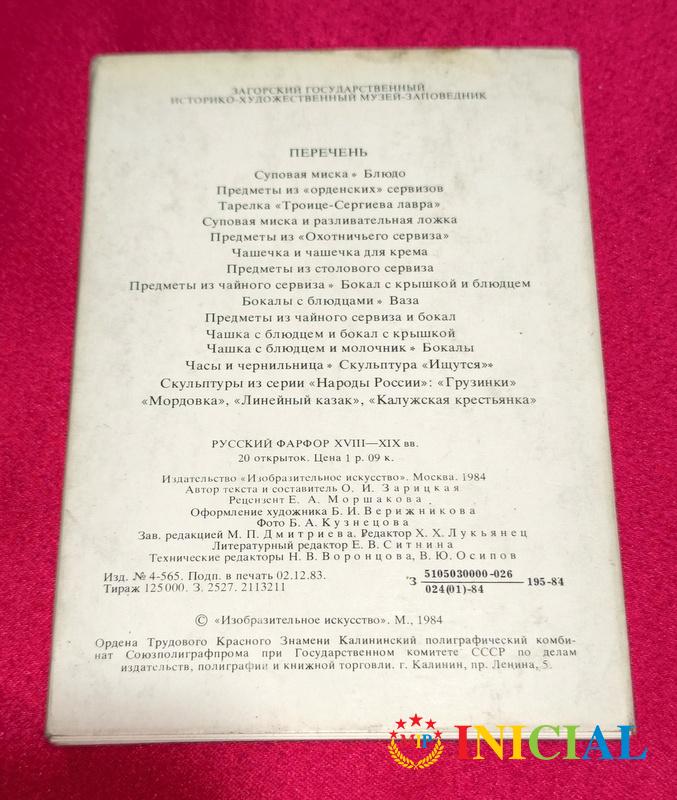 ЗАГОРСКИЙ ГОСУДАРСТВЕННЫЙ
ИСТОРИКО-ХУДОЖЕСТВЕННЫЙ МУЗЕЙ-ЗАПОВЕДНИК
ПЕРЕЧЕНЬ
Суповая миска • Блюдо
Предметы из «орденских» сервизов
Тарелка «Троице-Сергиева лавра»
Суповая миска и разливательная ложка
Предметы из «Охотничьего сервиза»
Чашечка и чашечка для крема
Предметы из столового сервиза
Предметы из чайного сервиза • Бокал с крышкой и блюдцем
Бокалы с блюдцами • Ваза
Предметы из чайного сервиза и бокал
Чашка с блюдцем и бокал с крышкой
Чашка с блюдцем и молочник • Бокалы
Часы и чернильница • Скульптура «Ищутся»•
Скульптуры из серии «Народы России»: «Грузинки»
«Мордовка», «Линейный казак», «Калужская крестьянка»
РУССКИЙ ФАРФОР XVIII—XIX вв.
20 открыток. Цена 1 р. 09 к.
Издательство «Изобразительное искусство». Москва. 1984
Автор текста и составитель О. И. Зарицкая
Рецензент Е. А. Моршакова
Оформление художника Б. И. Верижникова
Фото Б. А. Кузнецова
Зав. редакцией М. П. Дмитриева. Редактор Х. Х. Лукьянец
Литературный редактор Е. В. Ситнина
Технические редакторы Н. В. Воронцова, В. Ю. Осипов
Изд. № 4-565. Подп. в печать 02.12.83.
Тираж 125000. З. 2527. 2113211
З 5105030000-026 195-84
024(01)-84
© «Изобразительное искусство». М., 1984
Ордена Трудового Красного Знамени Калининский полиграфический комби-
нат Союзполиграфпрома при Государственном комитете СССР по делам
издательств, полиграфии и книжной торговли. г. Калинин, пр. Ленина, 5.
MIP INICIAL